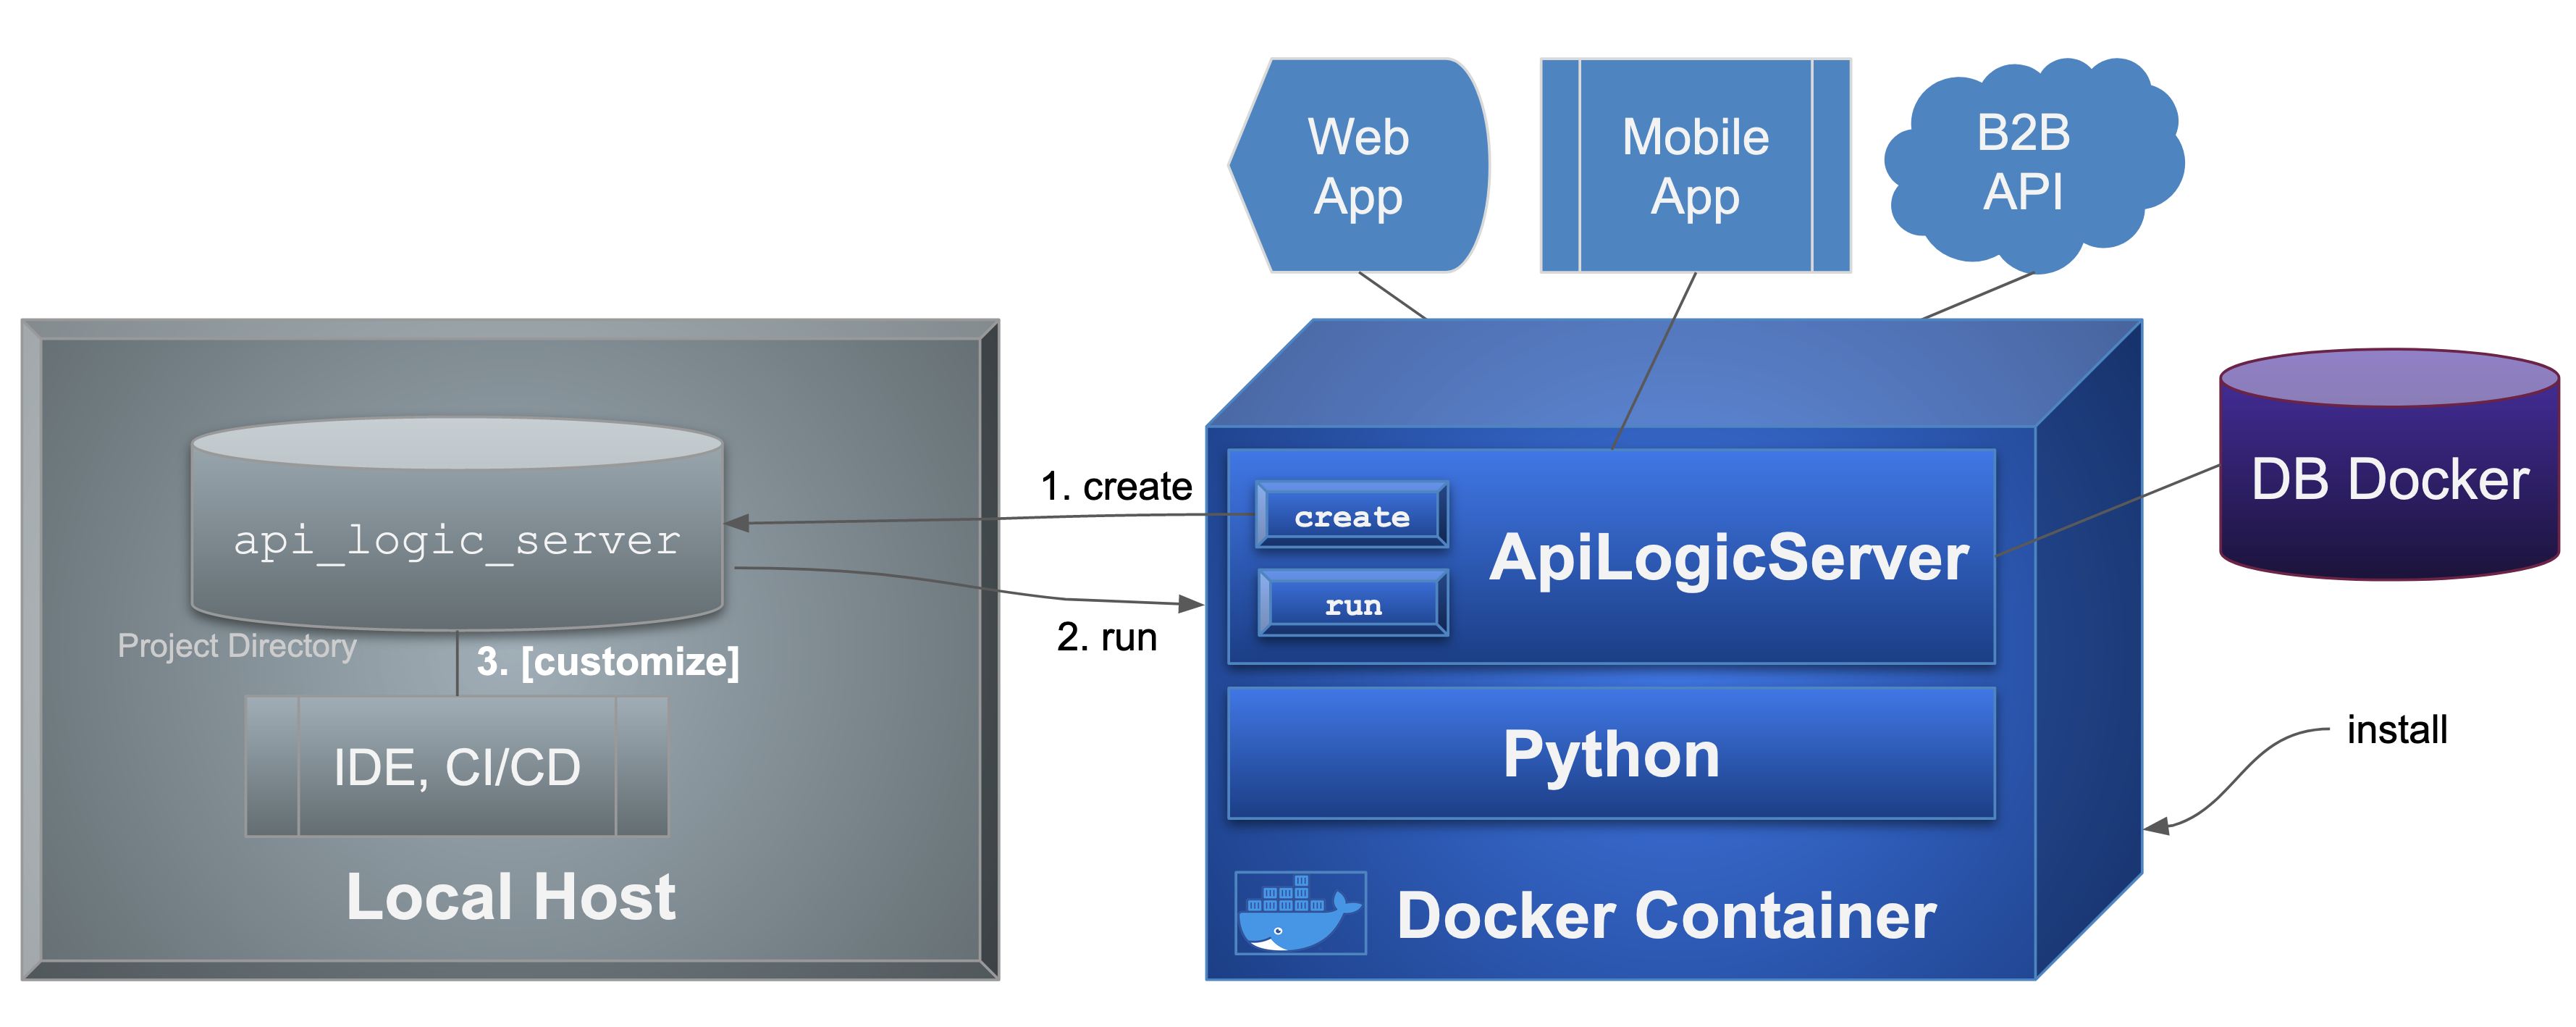 Web
App
Mobile
App
B2B
API
1. create
create
api_logic_server
ApiLogicServer
DB Docker
run
2. run
Project Directory
3. [customize]
IDE, CI/CD
Python
install
Local Host
Docker Container